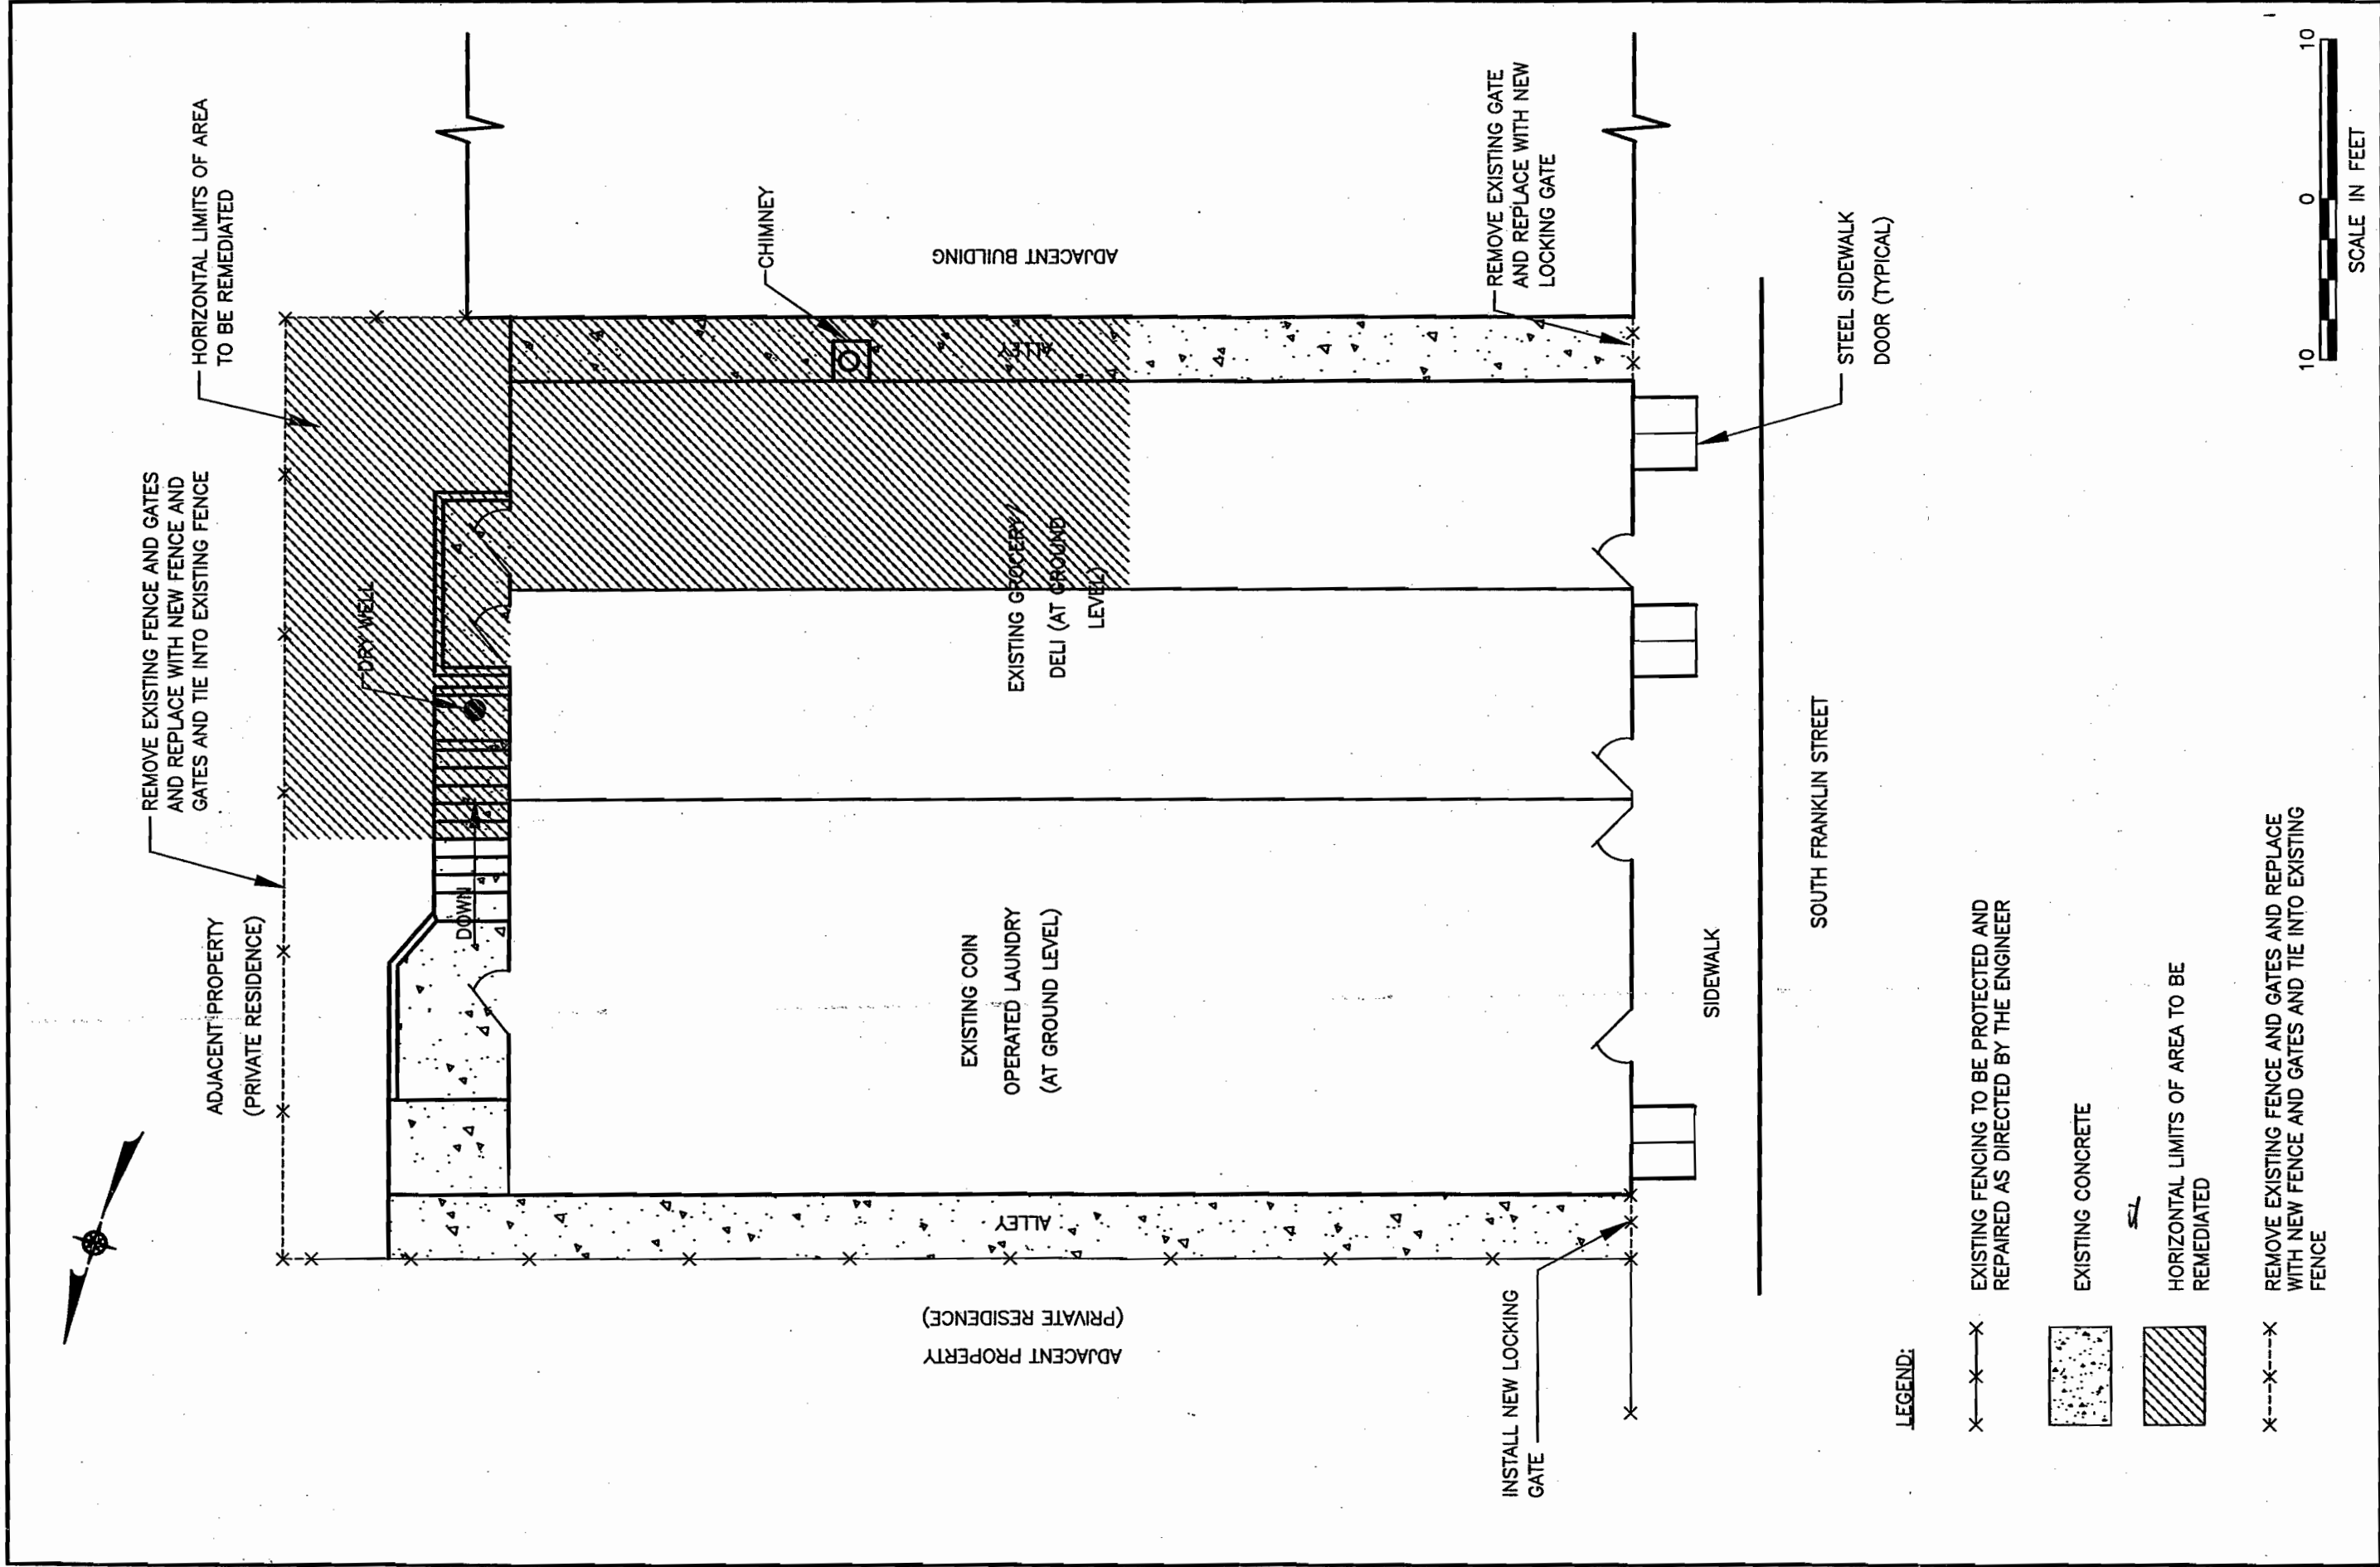 HORIZONTAL LIMITS OF AREA
TO BE REMEDIATED
REMOVE EXISTING FENCE AND GATES
AND REPLACE WITH NEW FENCE AND
GATES AND TIE INTO EXISTING FENCE
DRY WELL
ADJACENT PROPERTY
(PRIVATE RESIDENCE)
DOWN
CHIMNEY
ADJACENT BUILDING
ALLEY
REMOVE EXISTING GATE
AND REPLACE WITH NEW
LOCKING GATE
EXISTING GROCERY/
DELI (AT GROUND
LEVEL)
EXISTING COIN
OPERATED LAUNDRY
(AT GROUND LEVEL)
ALLEY
ADJACENT PROPERTY
(PRIVATE RESIDENCE)
INSTALL NEW LOCKING
GATE
STEEL SIDEWALK
DOOR (TYPICAL)
SIDEWALK
SOUTH FRANKLIN STREET
LEGEND:
EXISTING FENCING TO BE PROTECTED AND
REPAIRED AS DIRECTED BY THE ENGINEER
EXISTING CONCRETE
HORIZONTAL LIMITS OF AREA TO BE
REMEDIATED
REMOVE EXISTING FENCE AND GATES AND REPLACE
WITH NEW FENCE AND GATES AND TIE INTO EXISTING
FENCE
10 0 10
SCALE IN FEET